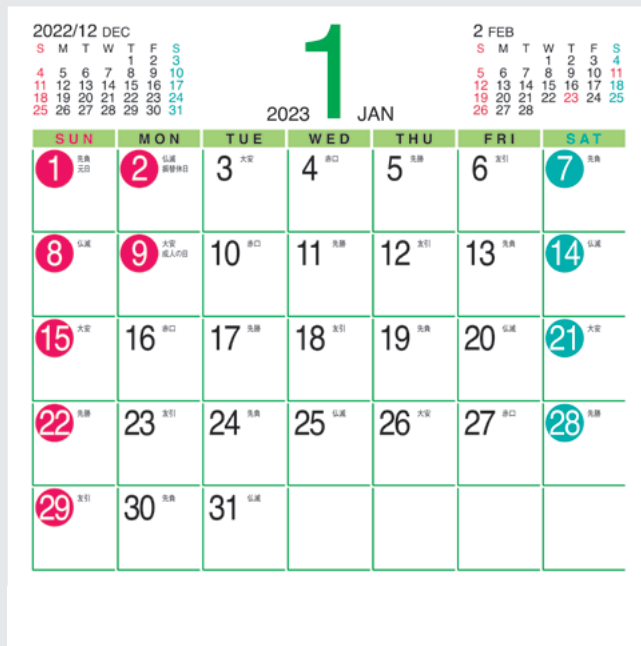 2022/12 DEC
S M T W T F S
1 2 3
4 5 6 7 8 9 10
11 12 13 14 15 16 17
18 19 20 21 22 23 24
25 26 27 28 29 30 31
1
2023 JAN
2 FEB
S M T W T F S
1 2 3 4
5 6 7 8 9 10 11
12 13 14 15 16 17 18
19 20 21 22 23 24 25
26 27 28
SUN MON TUE WED THU FRI SAT
1 先負 2 仏滅 3 大安 4 赤口 5 先勝 6 友引 7 先負
元日 振替休日
8 仏滅 9 大安 10 赤口 11 先勝 12 友引 13 先負 14 仏滅
成人の日
15 大安 16 赤口 17 先勝 18 友引 19 先負 20 仏滅 21 大安
22 先勝 23 友引 24 先負 25 仏滅 26 大安 27 赤口 28 先勝
29 友引 30 先負 31 仏滅